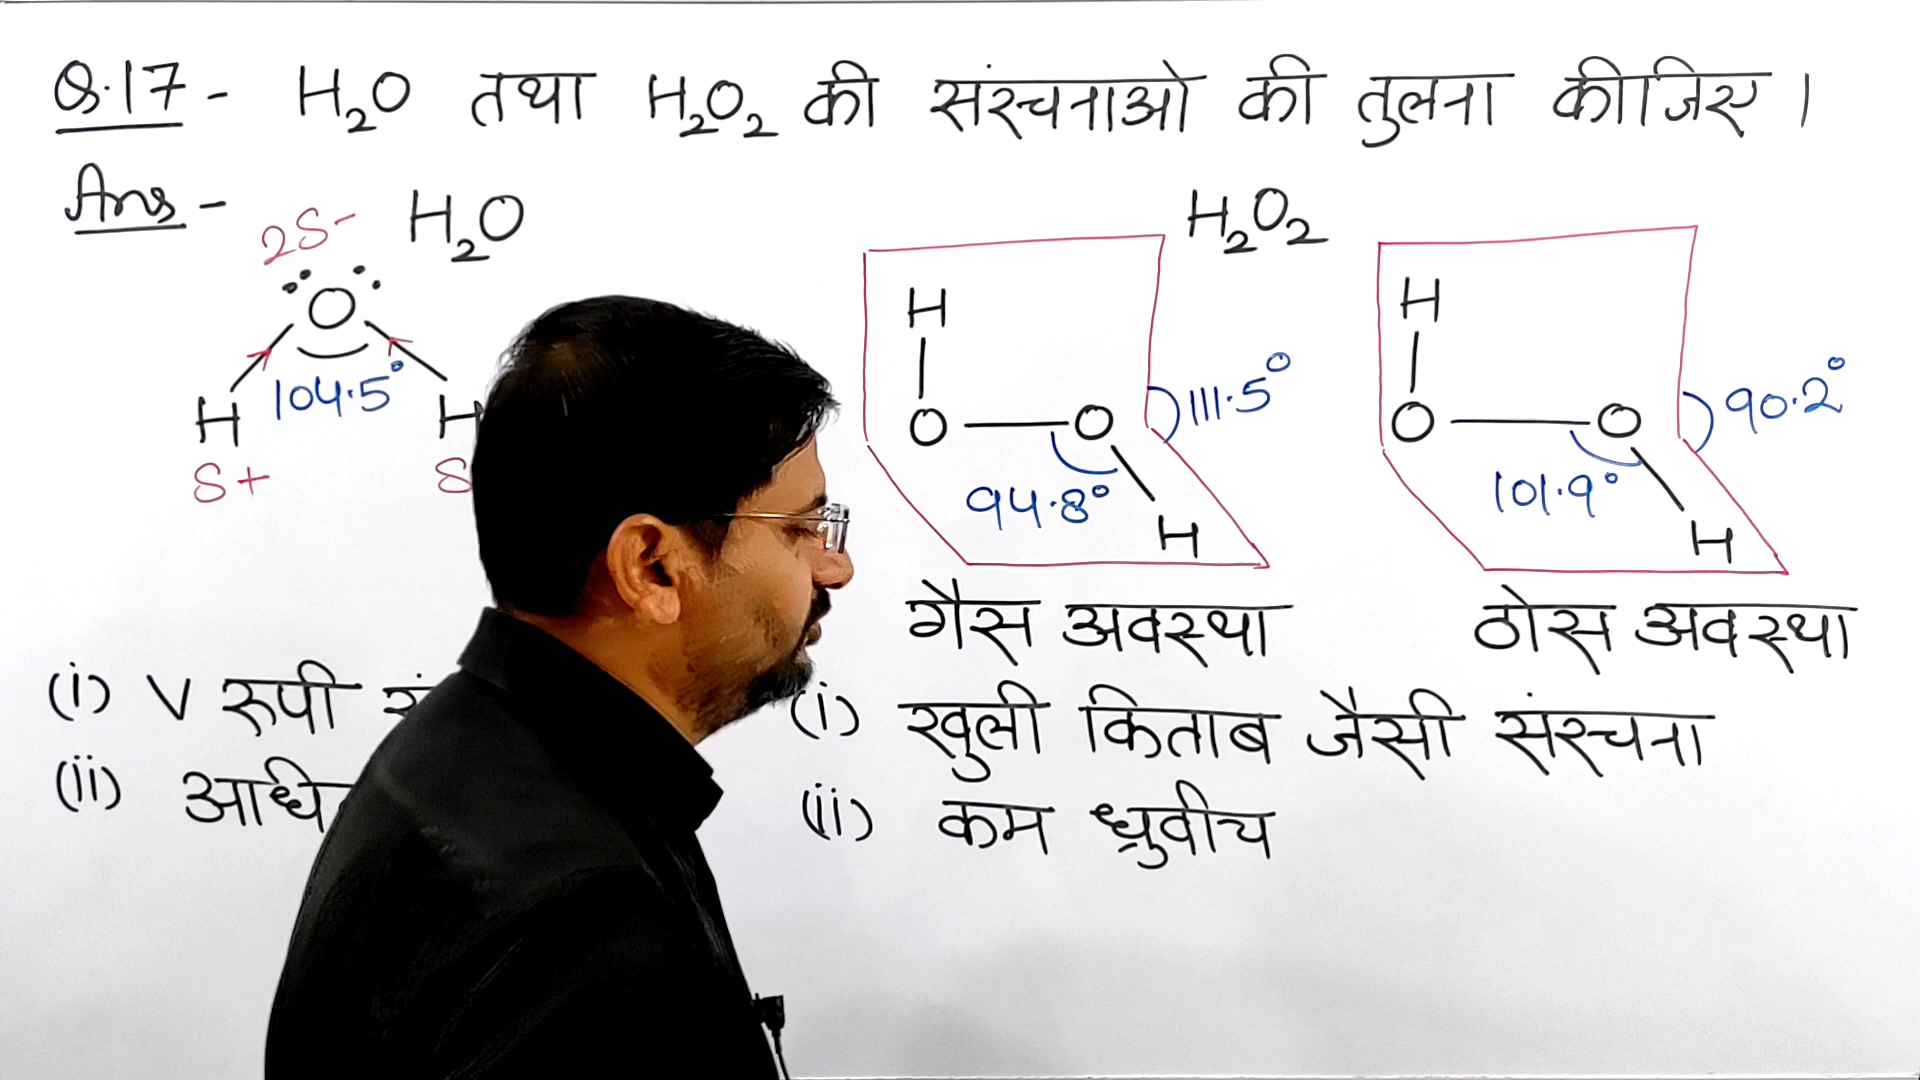 Q.17- H₂O तथा H₂O₂ की संरचनाओ की तुलना कीजिए ।
Ans-
H₂O
2δ-
O
104.5°
H H
δ+ δ
H₂O₂
H
O O
111.5°
94.8°
H
गैस अवस्था
H
O O
90.2°
101.9°
H
ठोस अवस्था
(i) V रूपी
(ii)
(i) खुली किताब जैसी संरचना
(ii) कम ध्रुवीय